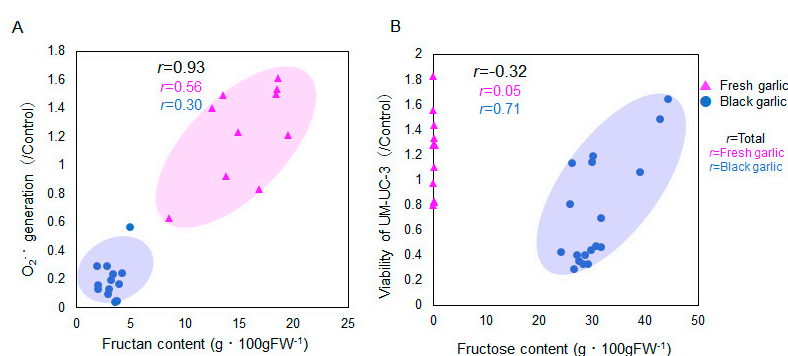 A
r=0.93
r=0.56
r=0.30
O2·- generation (/Control)
1.8
1.6
1.4
1.2
1
0.8
0.6
0.4
0.2
0
0 5 10 15 20 25
Fructan content (g・100gFW-1)
B
r=-0.32
r=0.05
r=0.71
Viability of UM-UC-3 (/Control)
2
1.8
1.6
1.4
1.2
1
0.8
0.6
0.4
0.2
0
0 10 20 30 40 50
Fructose content (g・100gFW-1)
Fresh garlic
Black garlic
r=Total
r=Fresh garlic
r=Black garlic